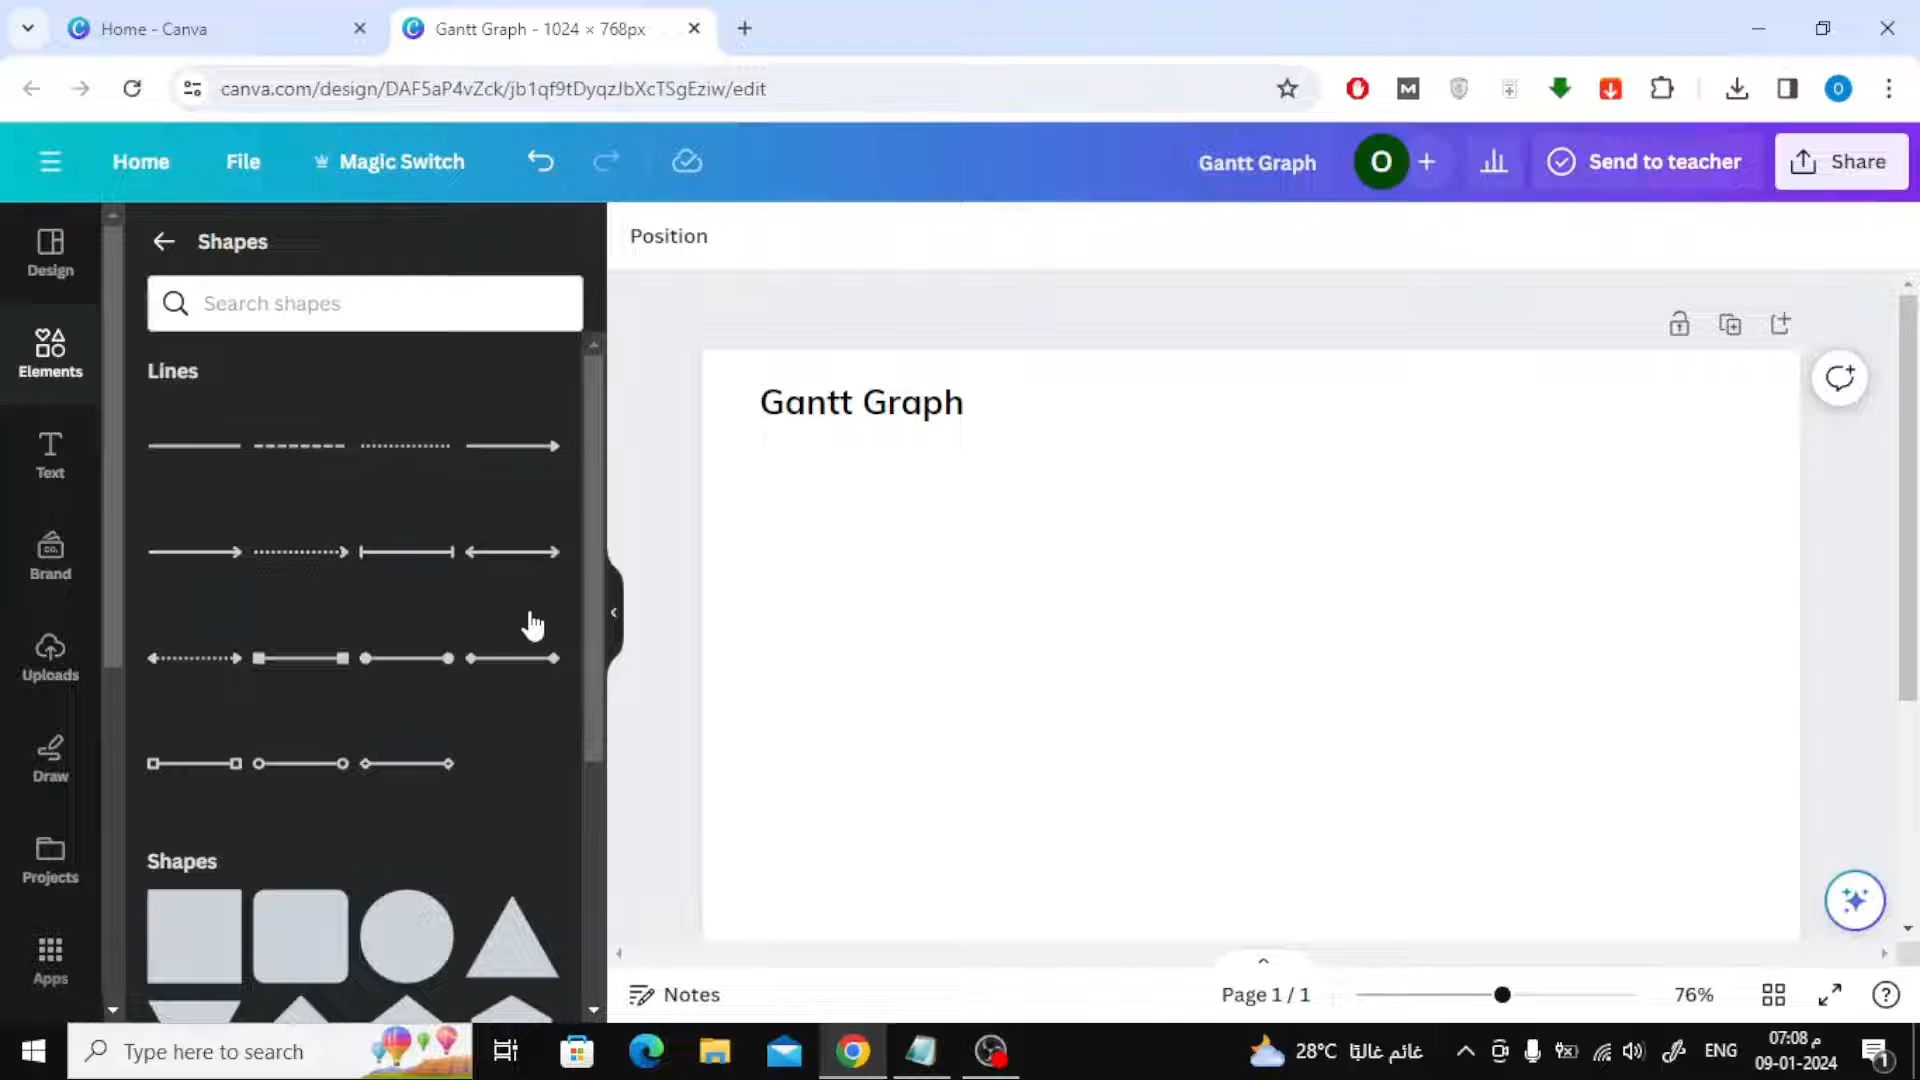 Home - Canva
Gantt Graph - 1024 × 768px
canva.com/design/DAF5aP4vZck/jb1qf9tDyqzJbXcTSgEziw/edit
M
O
Home
File
Magic Switch
Gantt Graph
O
Send to teacher
Share
Design
Elements
Text
Brand
Uploads
Draw
Projects
Apps
CO.
Shapes
Search shapes
Lines
Shapes
Position
Gantt Graph
Notes
Page 1 / 1
76%
Type here to search
28°C غائم غالبًا
ENG
07:08 م
09-01-2024
1